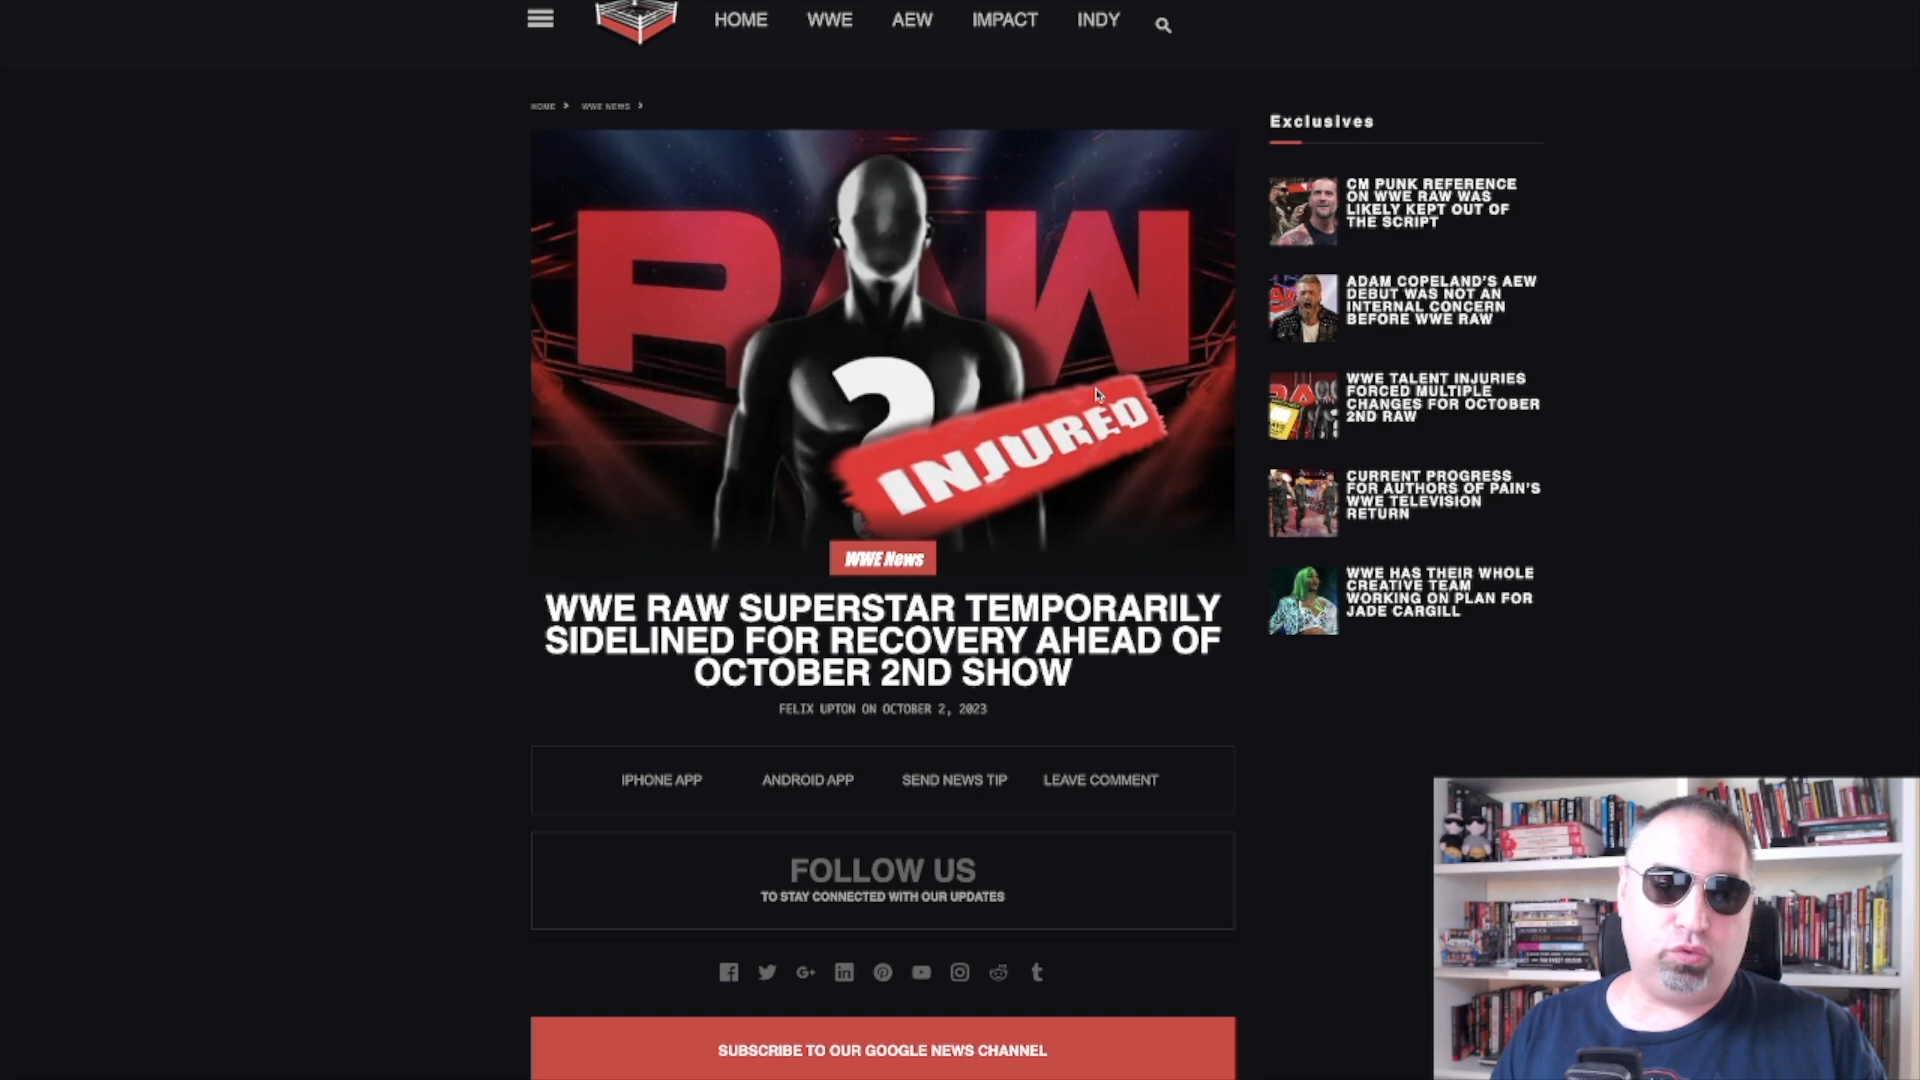 HOME
WWE
AEW
IMPACT
INDY
HOME
WWE NEWS
RAW
?
INJURED
WWE News
WWE RAW SUPERSTAR TEMPORARILY
SIDELINED FOR RECOVERY AHEAD OF
OCTOBER 2ND SHOW
FELIX UPTON ON OCTOBER 2, 2023
IPHONE APP
ANDROID APP
SEND NEWS TIP
LEAVE COMMENT
FOLLOW US
TO STAY CONNECTED WITH OUR UPDATES
SUBSCRIBE TO OUR GOOGLE NEWS CHANNEL
Exclusives
CM PUNK REFERENCE
ON WWE RAW WAS
LIKELY KEPT OUT OF
THE SCRIPT
ADAM COPELAND'S AEW
DEBUT WAS NOT AN
INTERNAL CONCERN
BEFORE WWE RAW
WWE TALENT INJURIES
FORCED MULTIPLE
CHANGES FOR OCTOBER
2ND RAW
CURRENT PROGRESS
FOR AUTHORS OF PAIN'S
WWE TELEVISION
RETURN
WWE HAS THEIR WHOLE
CREATIVE TEAM
WORKING ON PLAN FOR
JADE CARGILL